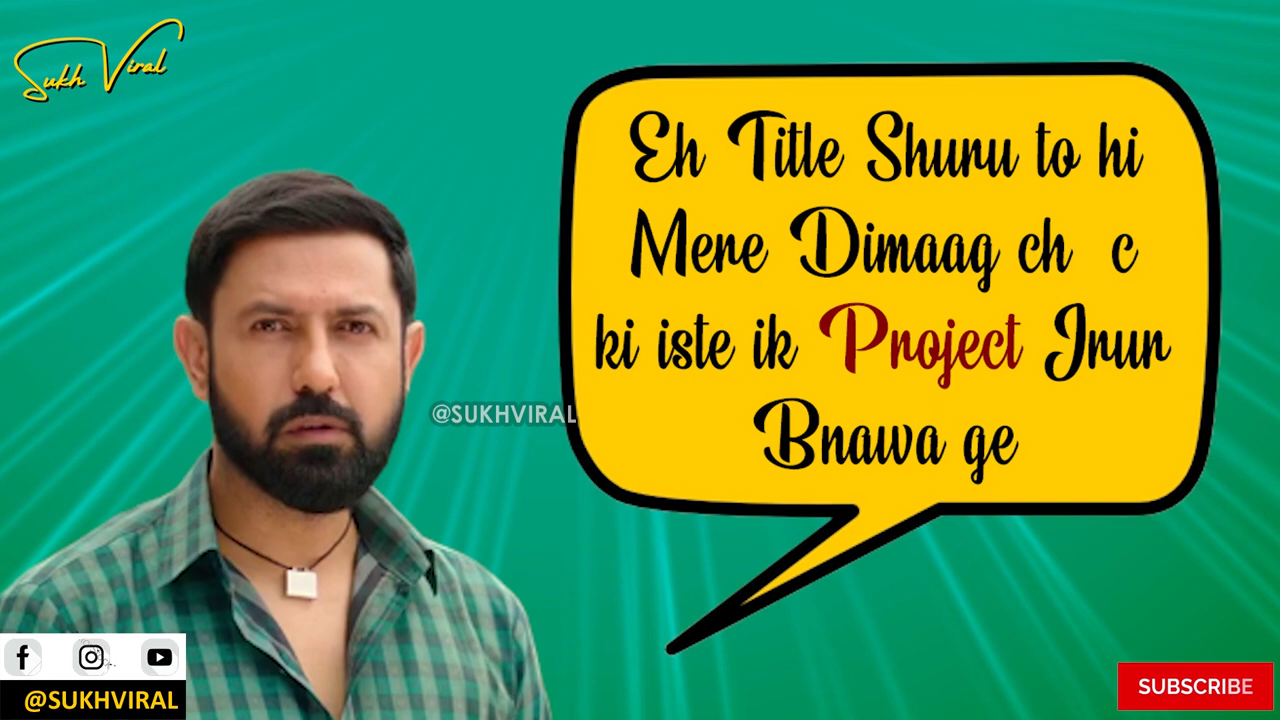 Sukh Viral
Eh Title Shuru to hi
Mere Dimaag ch c
ki iste ik Project Jrur
Bnawa ge
@SUKHVIRAL
@SUKHVIRAL
SUBSCRIBE